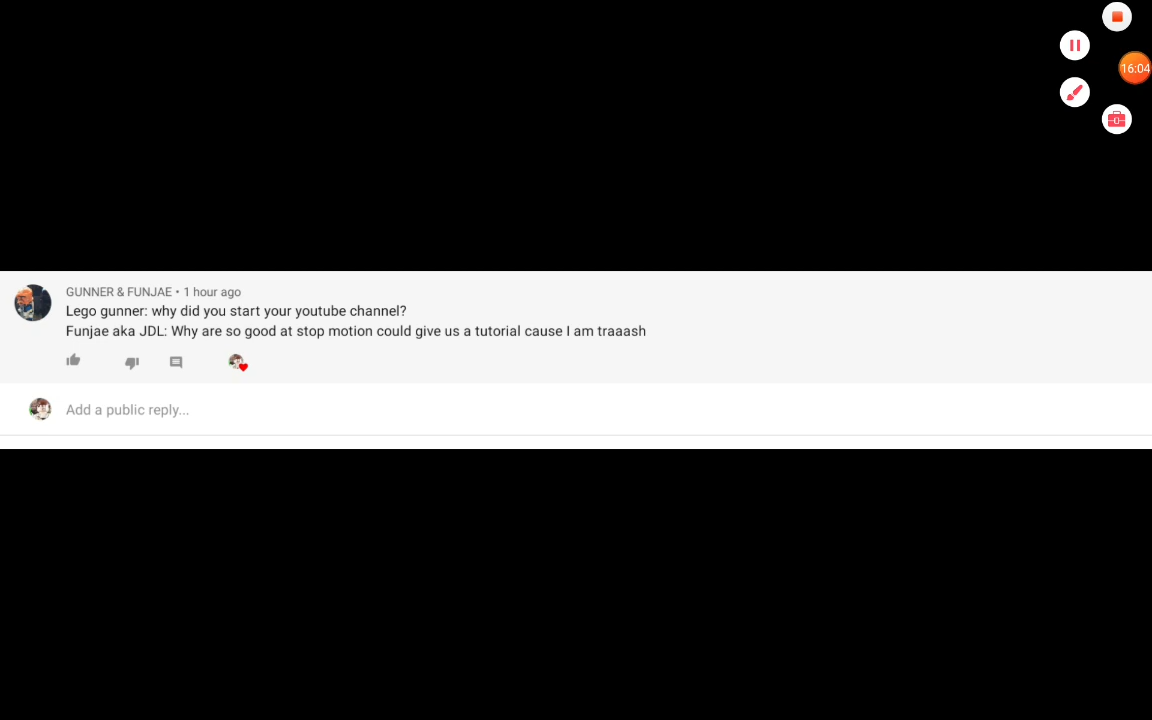 16:04
GUNNER & FUNJAE • 1 hour ago
Lego gunner: why did you start your youtube channel?
Funjae aka JDL: Why are so good at stop motion could give us a tutorial cause I am traaash
Add a public reply...